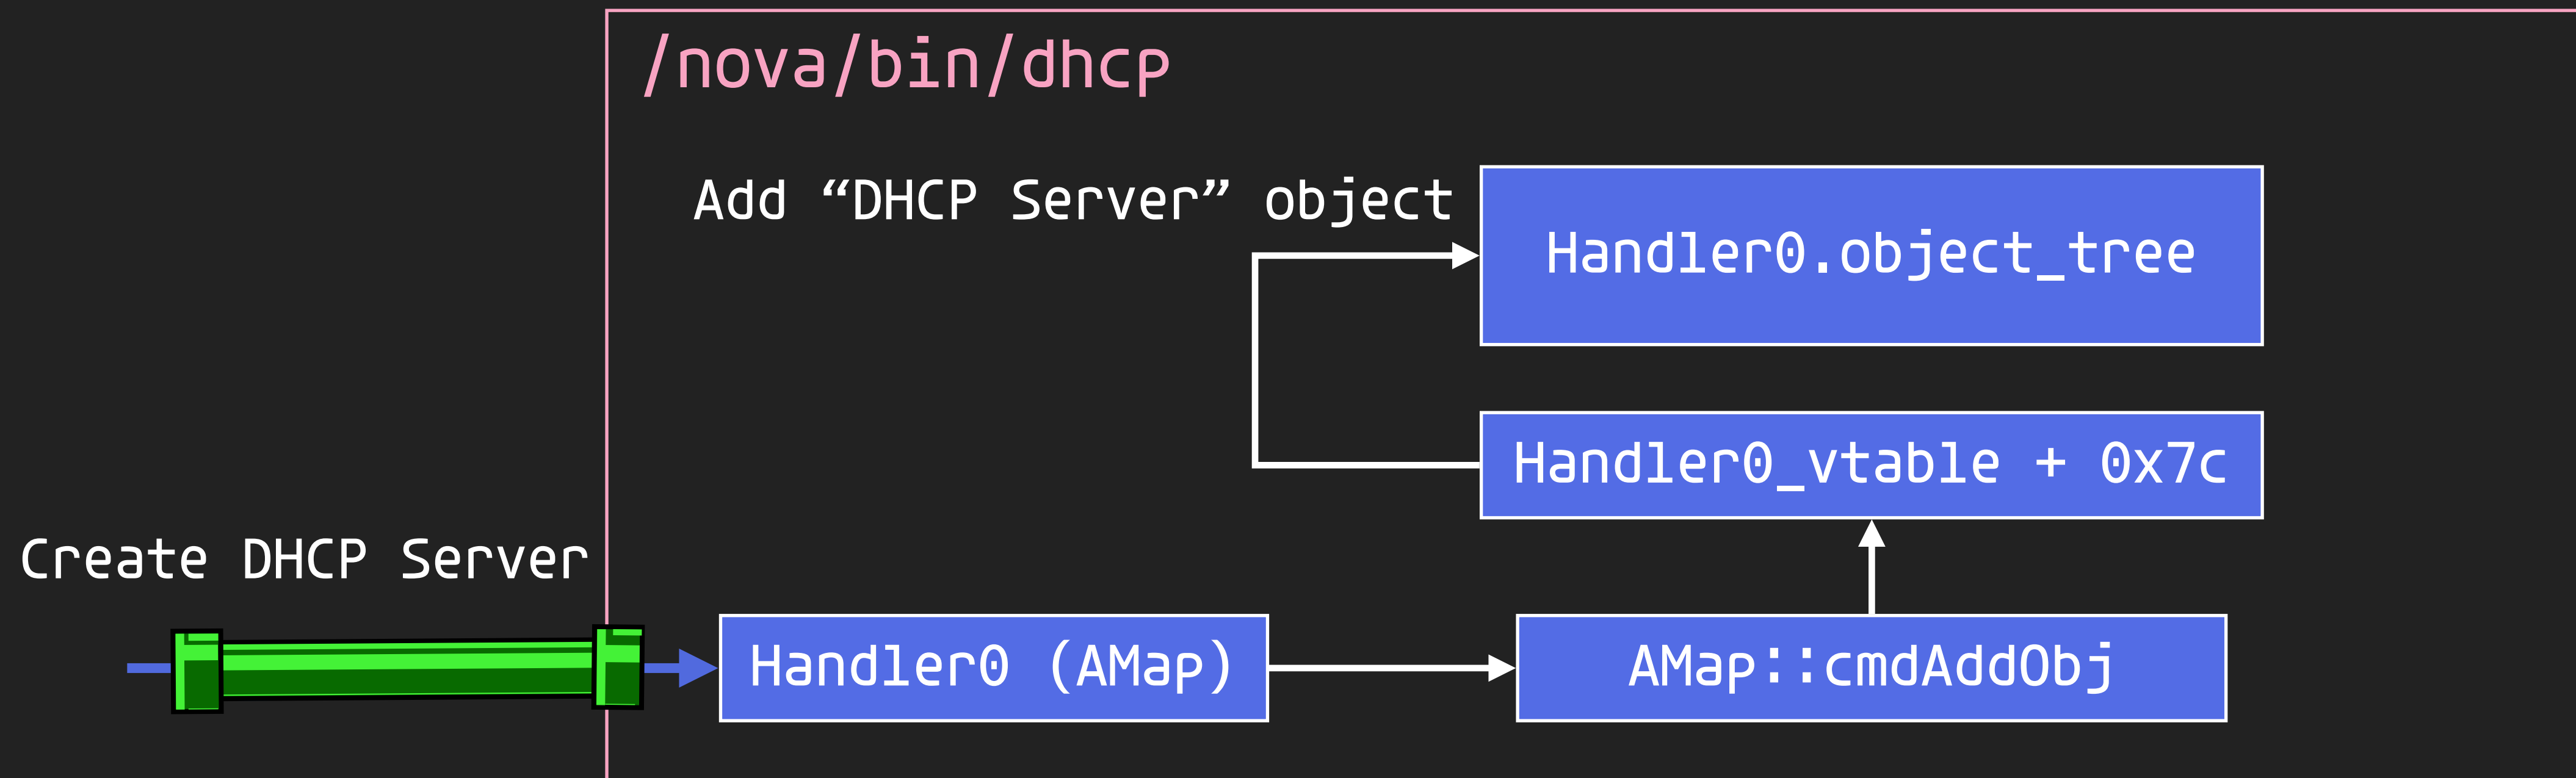 /nova/bin/dhcp
Add “DHCP Server” object
Handler0.object_tree
Handler0_vtable + 0x7c
Create DHCP Server
Handler0 (AMap)
AMap::cmdAddObj